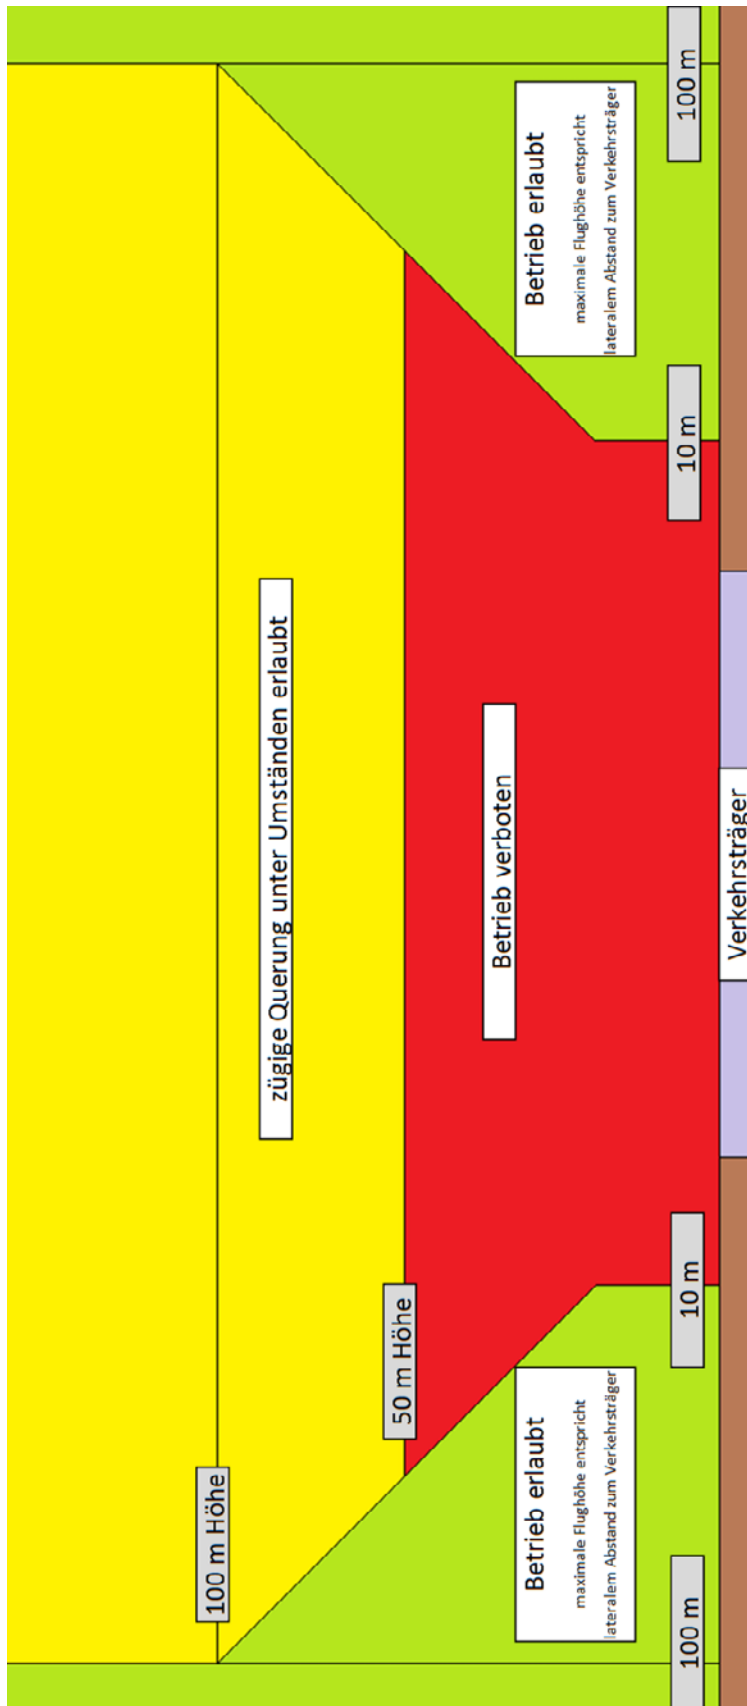 100 m Höhe
zügige Querung unter Umständen erlaubt
50 m Höhe
Betrieb verboten
Betrieb erlaubt
maximale Flughöhe entspricht
lateralem Abstand zum Verkehrsträger
Betrieb erlaubt
maximale Flughöhe entspricht
lateralem Abstand zum Verkehrsträger
100 m
10 m
10 m
100 m
Verkehrsträger